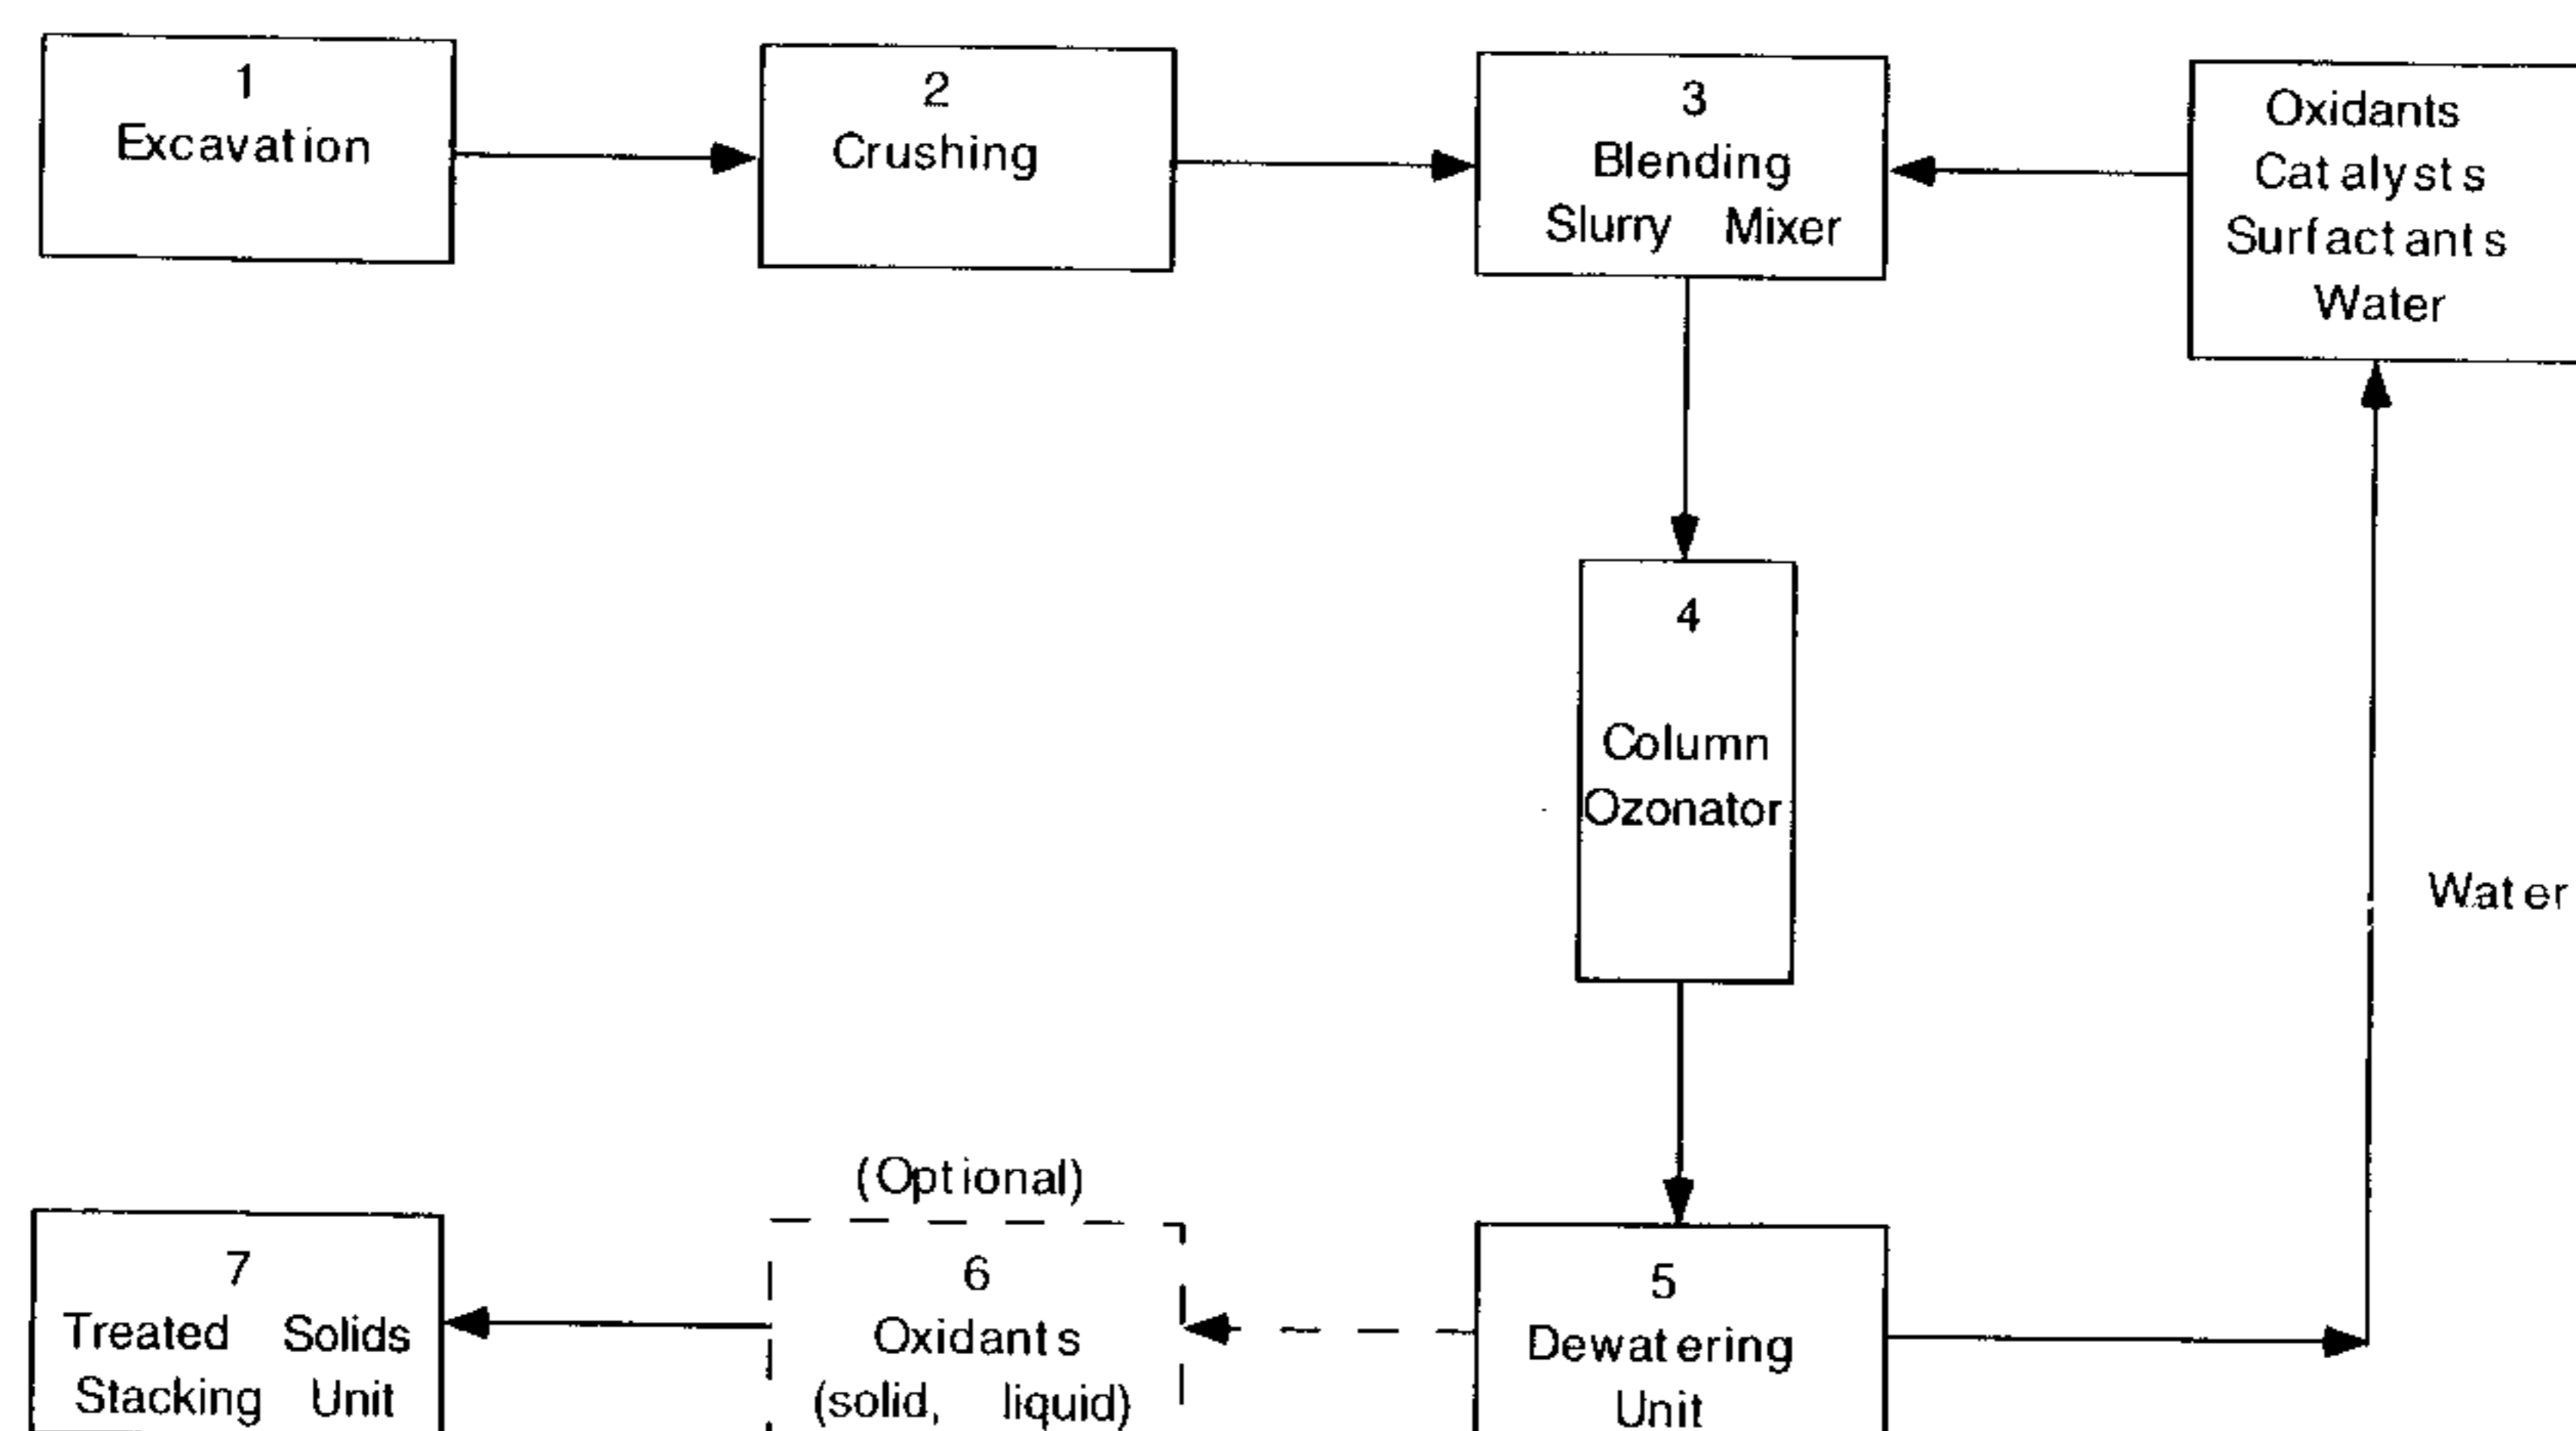 1
Excavation
2
Crushing
3
Blending
Slurry Mixer
Oxidants
Catalysts
Surfactants
Water
4
Column
Ozonator
Water
(Optional)
7
Treated Solids
Stacking Unit
6
Oxidants
(solid, liquid)
5
Dewatering
Unit